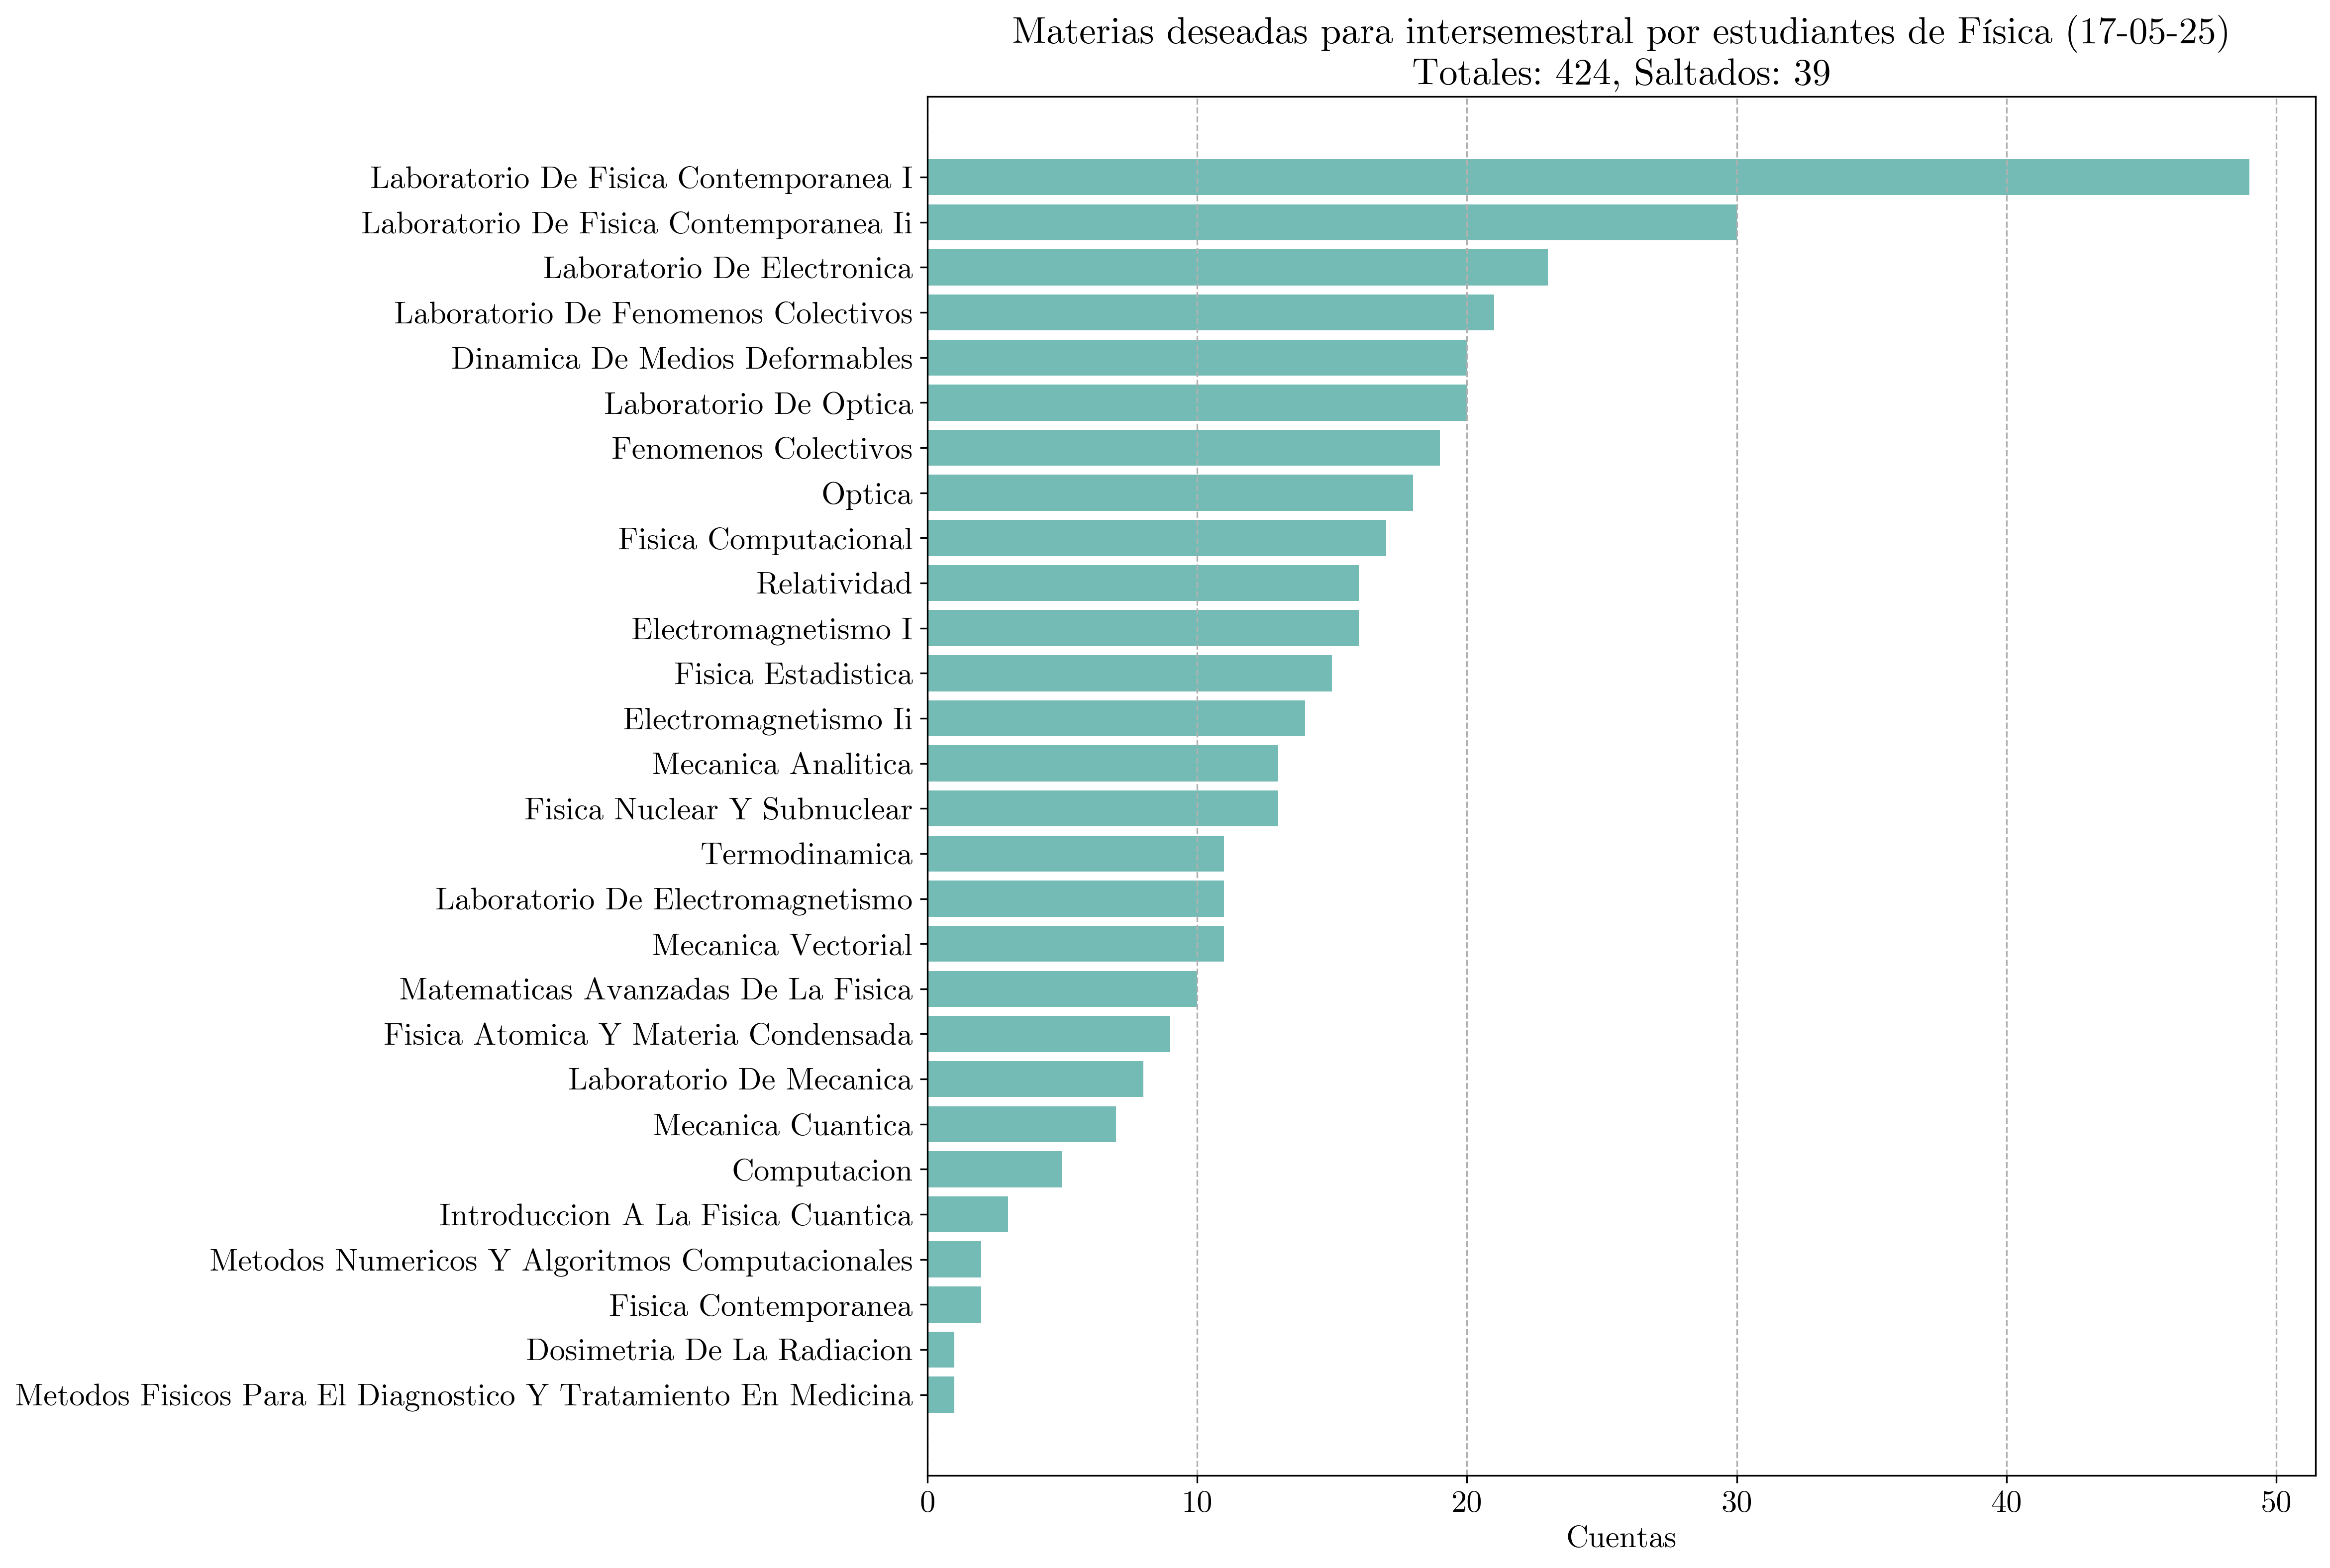 Materias deseadas para intersemestral por estudiantes de Física (17-05-25)
Totales: 424, Saltados: 39
Laboratorio De Fisica Contemporanea I
Laboratorio De Fisica Contemporanea Ii
Laboratorio De Electronica
Laboratorio De Fenomenos Colectivos
Dinamica De Medios Deformables
Laboratorio De Optica
Fenomenos Colectivos
Optica
Fisica Computacional
Relatividad
Electromagnetismo I
Fisica Estadistica
Electromagnetismo Ii
Mecanica Analitica
Fisica Nuclear Y Subnuclear
Termodinamica
Laboratorio De Electromagnetismo
Mecanica Vectorial
Matematicas Avanzadas De La Fisica
Fisica Atomica Y Materia Condensada
Laboratorio De Mecanica
Mecanica Cuantica
Computacion
Introduccion A La Fisica Cuantica
Metodos Numericos Y Algoritmos Computacionales
Fisica Contemporanea
Dosimetria De La Radiacion
Metodos Fisicos Para El Diagnostico Y Tratamiento En Medicina
0 10 20 30 40 50
Cuentas